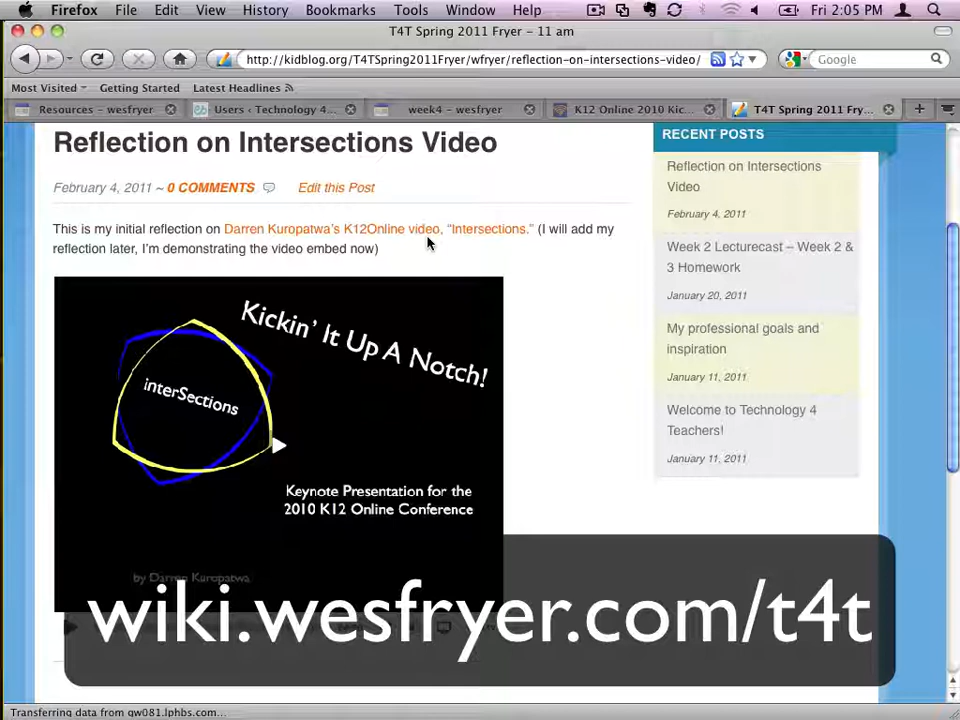 Firefox File Edit View History Bookmarks Tools Window Help Fri 2:05 PM
T4T Spring 2011 Fryer – 11 am
http://kidblog.org/T4TSpring2011Fryer/wfryer/reflection-on-intersections-video/
Google
Most Visited Getting Started Latest Headlines
Resources – wesfryer Users ‹ Technology 4... week4 – wesfryer K12 Online 2010 Kic... T4T Spring 2011 Fry...
Reflection on Intersections Video
February 4, 2011 ~ 0 COMMENTS Edit this Post
This is my initial reflection on Darren Kuropatwa's K12Online video, “Intersections.” (I will add my
reflection later, I'm demonstrating the video embed now)
Kickin' It Up A Notch!
interSections
Keynote Presentation for the
2010 K12 Online Conference
by Darren Kuropatwa
RECENT POSTS
Reflection on Intersections
Video
February 4, 2011
Week 2 Lecturecast – Week 2 &
3 Homework
January 20, 2011
My professional goals and
inspiration
January 11, 2011
Welcome to Technology 4
Teachers!
January 11, 2011
wiki.wesfryer.com/t4t
Transferring data from gw081.lphbs.com...